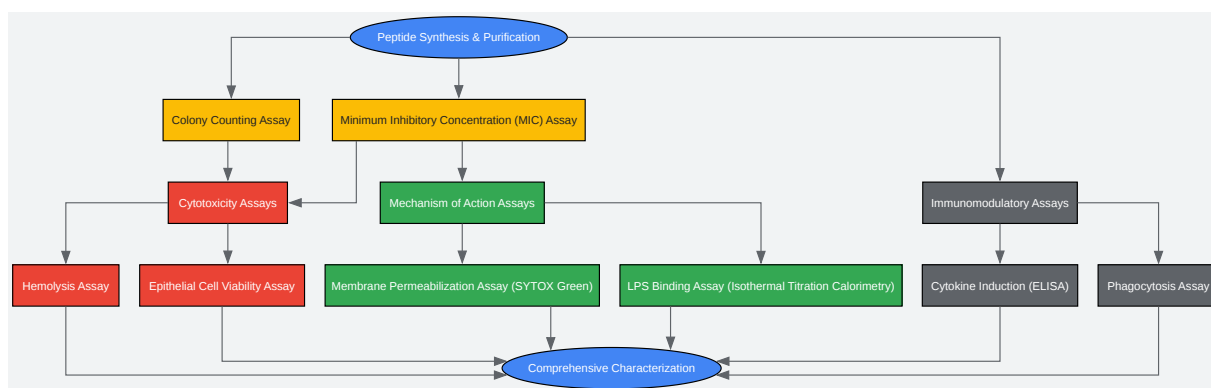 Peptide Synthesis & Purification
Colony Counting Assay
Minimum Inhibitory Concentration (MIC) Assay
Cytotoxicity Assays
Mechanism of Action Assays
Immunomodulatory Assays
Hemolysis Assay
Epithelial Cell Viability Assay
Membrane Permeabilization Assay (SYTOX Green)
LPS Binding Assay (Isothermal Titration Calorimetry)
Cytokine Induction (ELISA)
Phagocytosis Assay
Comprehensive Characterization